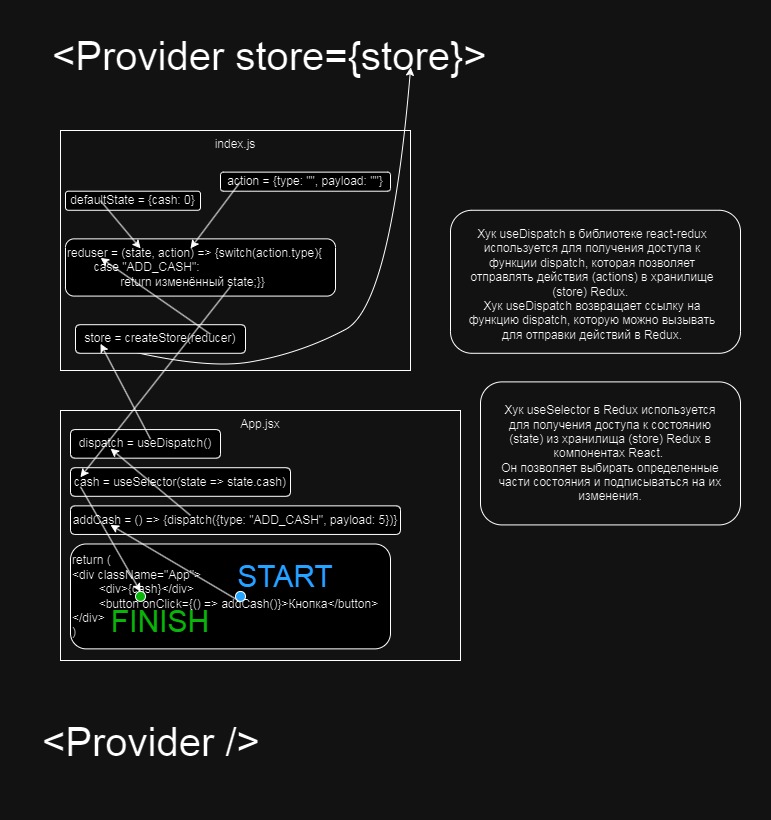 <Provider store={store}>
index.js
action = {type: "", payload: ""}
defaultState = {cash: 0}
reduser = (state, action) => {switch(action.type){
case "ADD_CASH":
return изменённый state;}}
store = createStore(reducer)
Хук useDispatch в библиотеке react-redux
используется для получения доступа к
функции dispatch, которая позволяет
отправлять действия (actions) в хранилище
(store) Redux.
Хук useDispatch возвращает ссылку на
функцию dispatch, которую можно вызывать
для отправки действий в Redux.
App.jsx
dispatch = useDispatch()
cash = useSelector(state => state.cash)
addCash = () => {dispatch({type: "ADD_CASH", payload: 5})}
return (
<div className="App">
<div>{cash}</div>
<button onClick={() => addCash()}>Кнопка</button>
</div>
)
START
FINISH
Хук useSelector в Redux используется
для получения доступа к состоянию
(state) из хранилища (store) Redux в
компонентах React.
Он позволяет выбирать определенные
части состояния и подписываться на их
изменения.
<Provider />